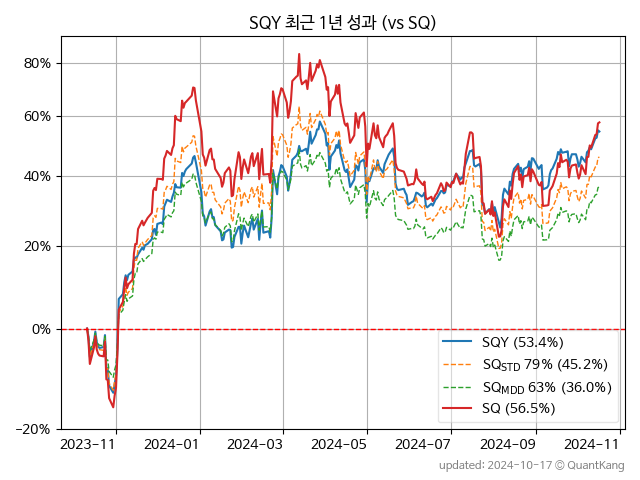 SQY 최근 1년 성과 (vs SQ)
80%
60%
40%
20%
0%
−20%
SQY (53.4%)
SQSTD 79% (45.2%)
SQMDD 63% (36.0%)
SQ (56.5%)
2023−11 2024−01 2024−03 2024−05 2024−07 2024−09 2024−11
updated: 2024-10-17 © QuantKang